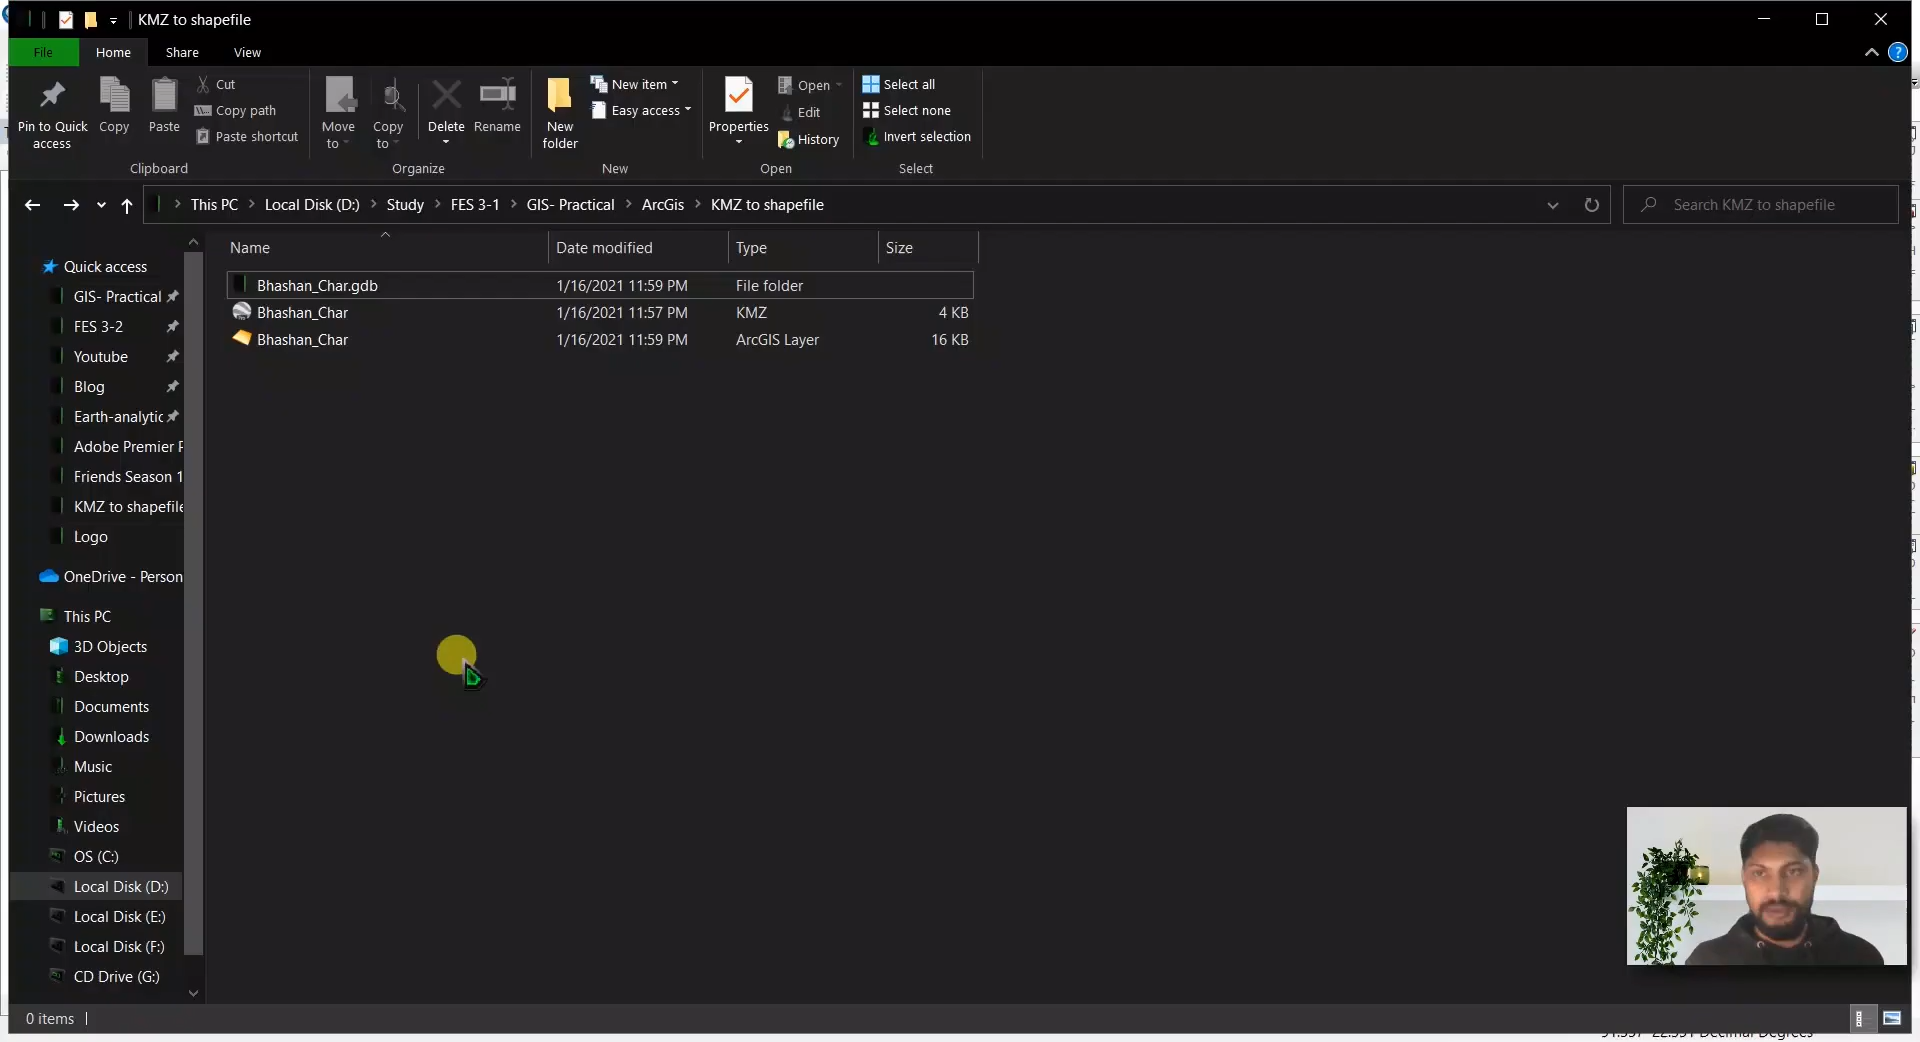 KMZ to shapefile
File Home Share View
Pin to Quick access
Copy
Paste
Cut
Copy path
Paste shortcut
Clipboard
Move to
Copy to
Delete
Rename
Organize
New folder
New item
Easy access
New
Properties
Open
Edit
History
Open
Select all
Select none
Invert selection
Select
This PC > Local Disk (D:) > Study > FES 3-1 > GIS- Practical > ArcGis > KMZ to shapefile
Search KMZ to shapefile
Name Date modified Type Size
Bhashan_Char.gdb 1/16/2021 11:59 PM File folder
Bhashan_Char 1/16/2021 11:57 PM KMZ 4 KB
Bhashan_Char 1/16/2021 11:59 PM ArcGIS Layer 16 KB
Quick access
GIS- Practical
FES 3-2
Youtube
Blog
Earth-analytic
Adobe Premier P
Friends Season 1
KMZ to shapefile
Logo
OneDrive - Person
This PC
3D Objects
Desktop
Documents
Downloads
Music
Pictures
Videos
OS (C:)
Local Disk (D:)
Local Disk (E:)
Local Disk (F:)
CD Drive (G:)
0 items